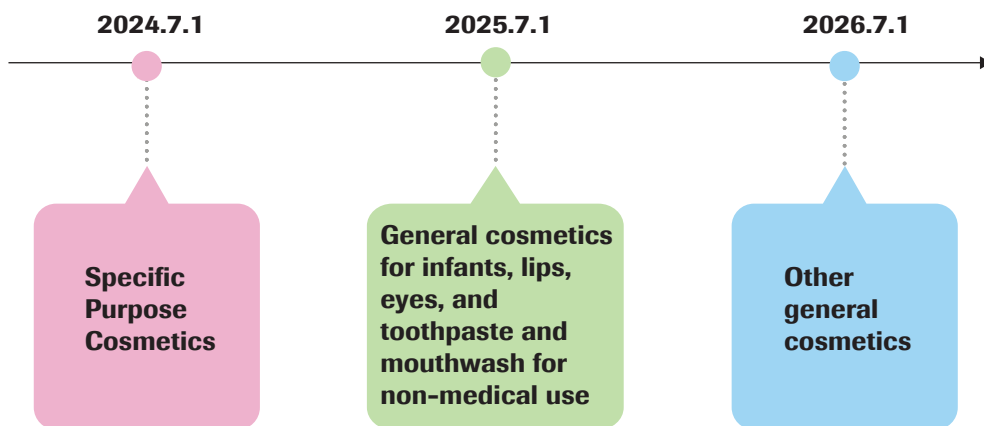 2024.7.1
2025.7.1
2026.7.1
Specific
Purpose
Cosmetics
General cosmetics
for infants, lips,
eyes, and
toothpaste and
mouthwash for
non-medical use
Other
general
cosmetics